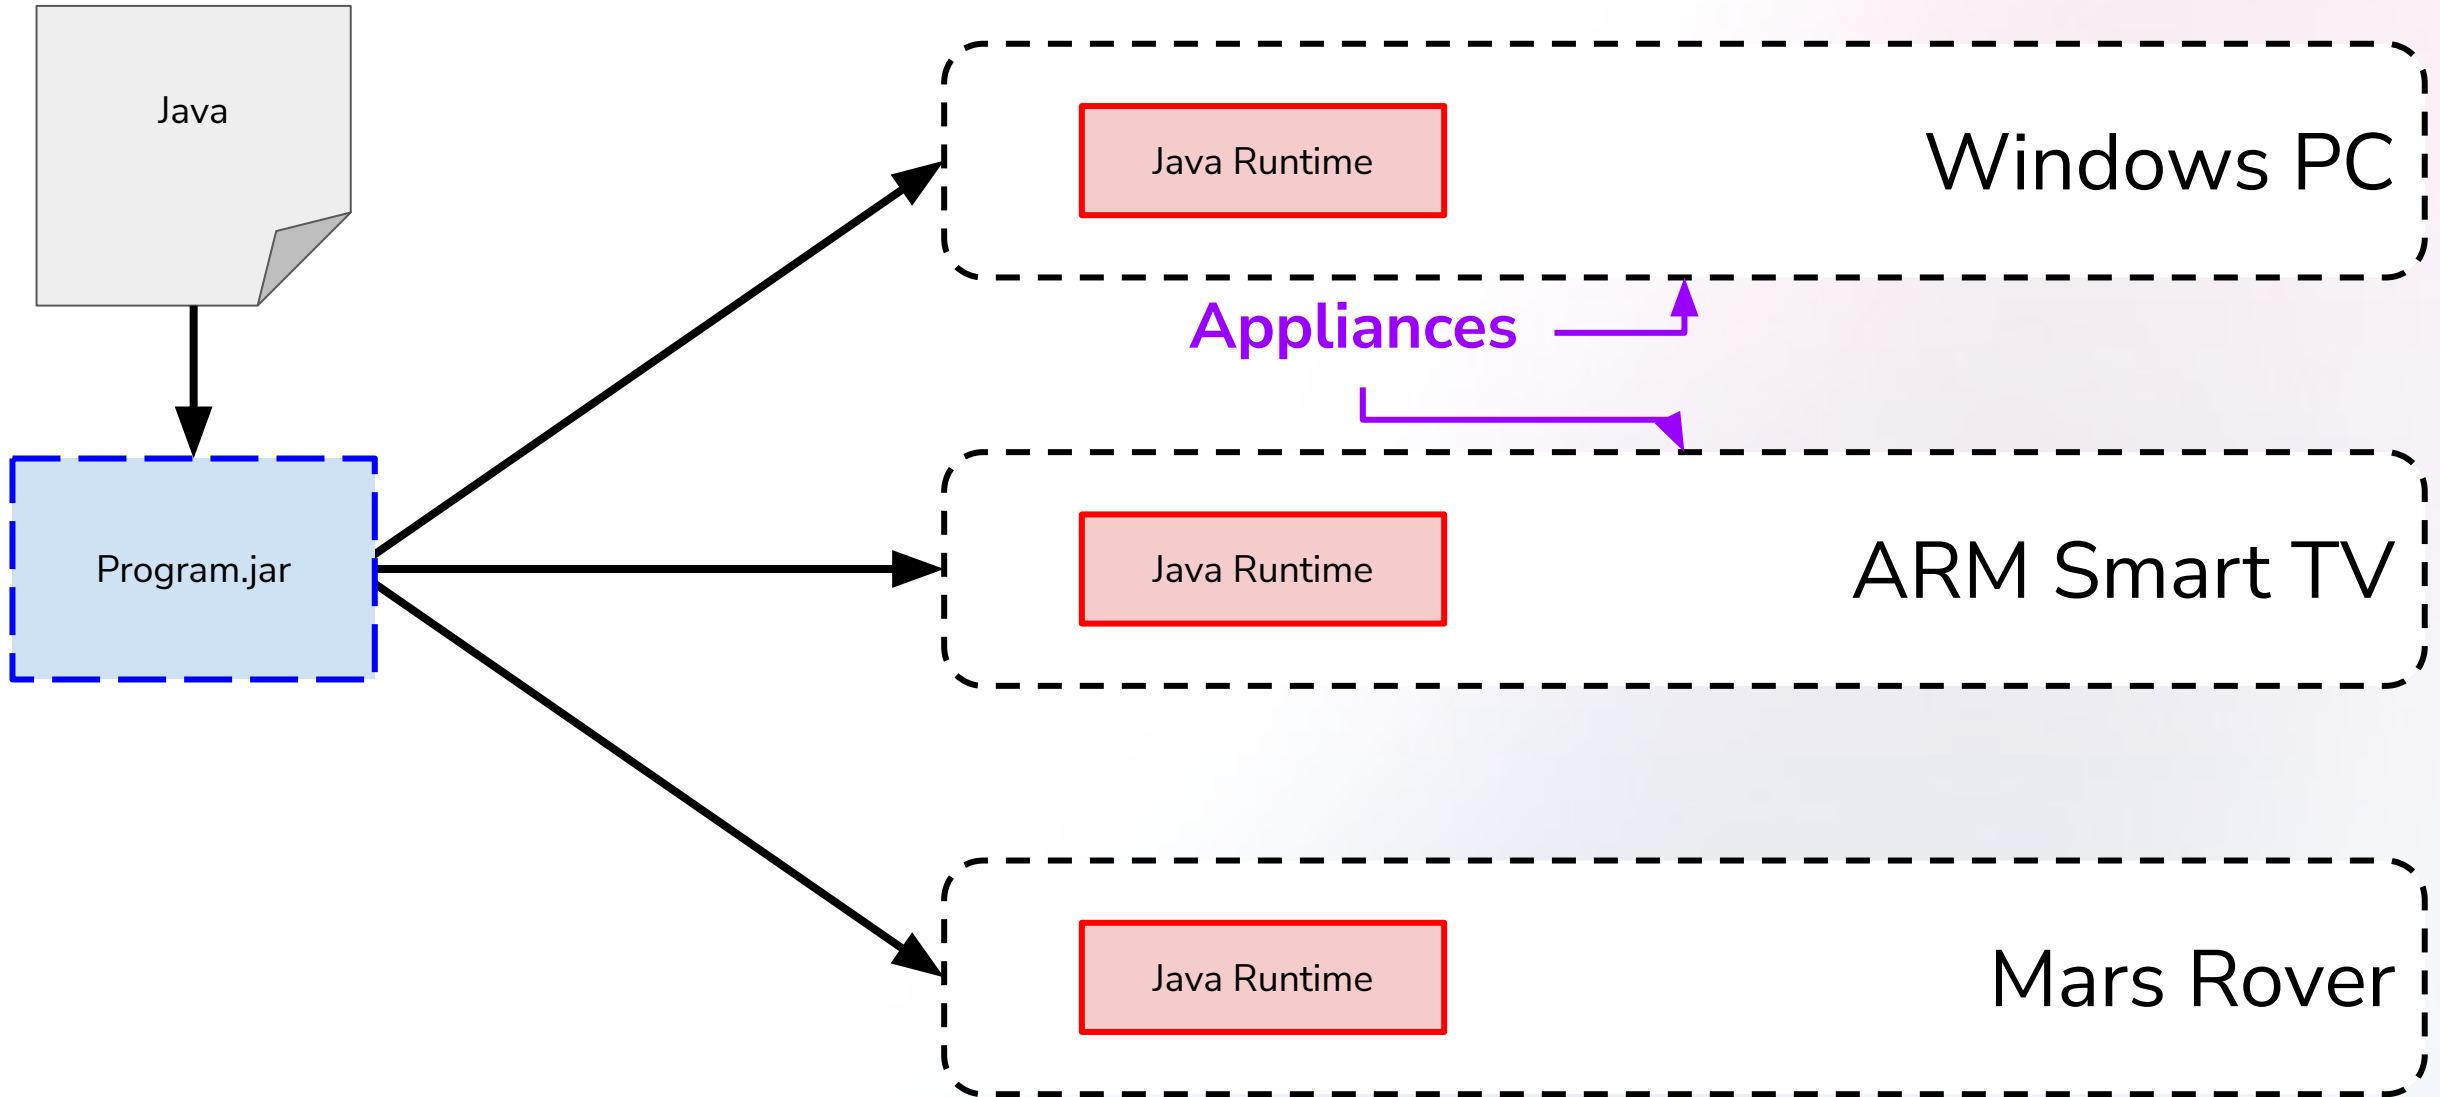 Java
Program.jar
Java Runtime
Windows PC
Appliances
Java Runtime
ARM Smart TV
Java Runtime
Mars Rover